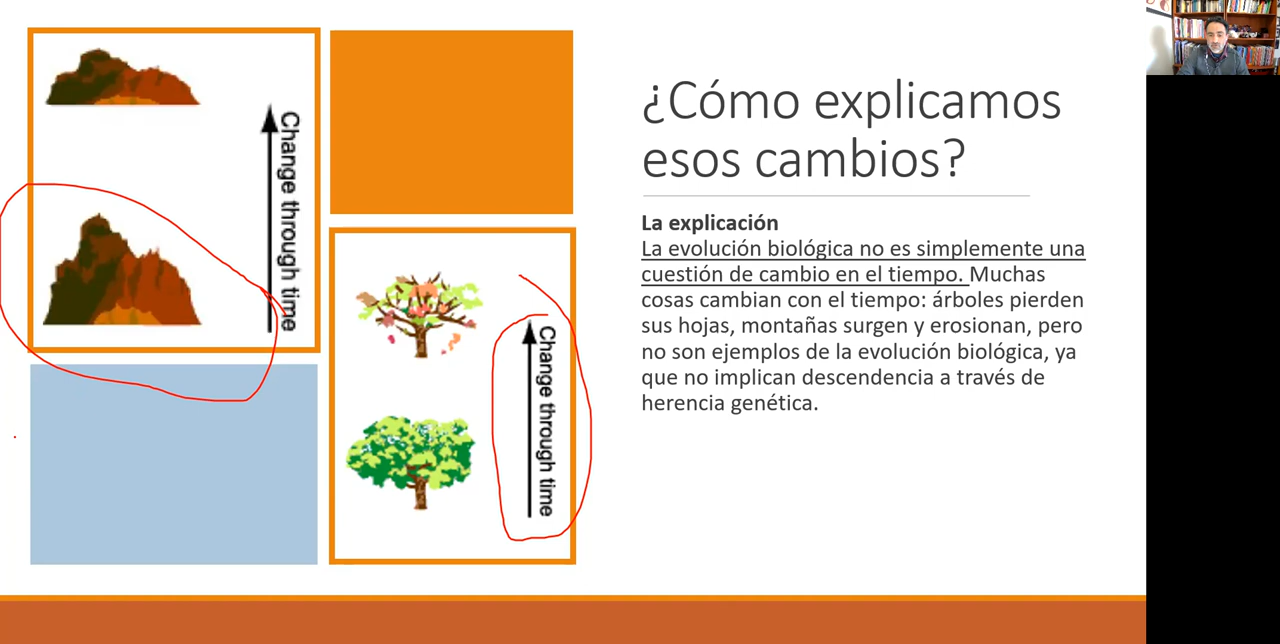 Change through time
Change through time
¿Cómo explicamos
esos cambios?
La explicación
La evolución biológica no es simplemente una
cuestión de cambio en el tiempo. Muchas
cosas cambian con el tiempo: árboles pierden
sus hojas, montañas surgen y erosionan, pero
no son ejemplos de la evolución biológica, ya
que no implican descendencia a través de
herencia genética.